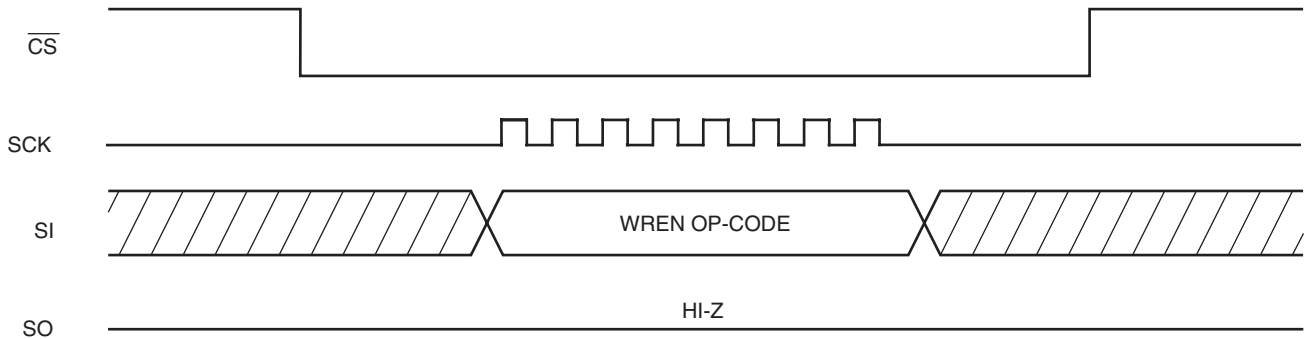 CS
SCK
SI
WREN OP-CODE
HI-Z
SO